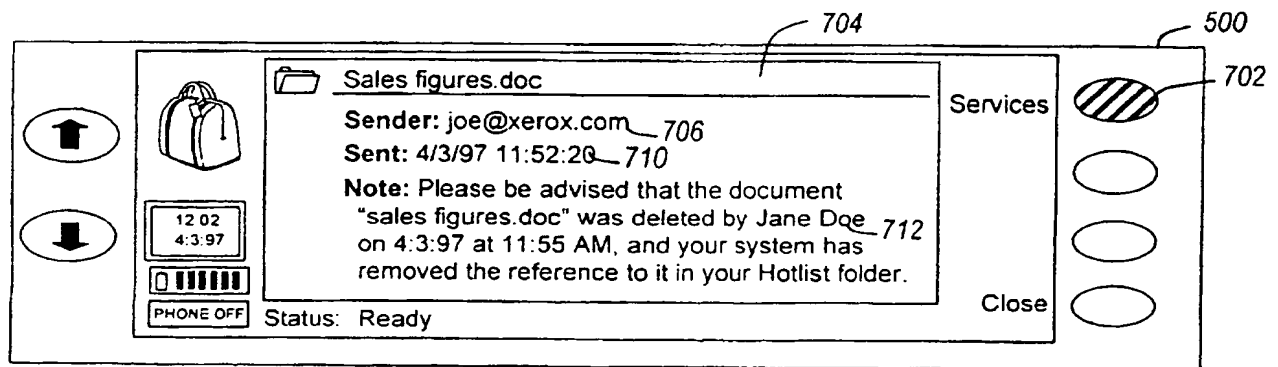 704
500
702
Sales figures.doc
Services
Sender: joe@xerox.com 706
Sent: 4/3/97 11:52:20 710
Note: Please be advised that the document
"sales figures.doc" was deleted by Jane Doe 712
on 4:3:97 at 11:55 AM, and your system has
removed the reference to it in your Hotlist folder.
12 02
4:3:97
PHONE OFF
Status: Ready
Close